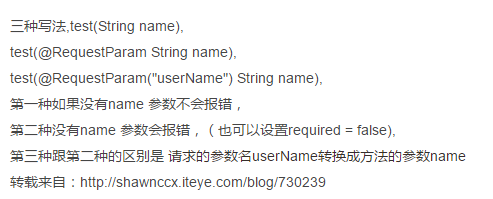 三种写法,test(String name),
test(@RequestParam String name),
test(@RequestParam("userName") String name),
第一种如果没有name 参数不会报错，
第二种没有name 参数会报错，（也可以设置required = false),
第三种跟第二种的区别是 请求的参数名userName转换成方法的参数name
转载来自：http://shawnccx.iteye.com/blog/730239